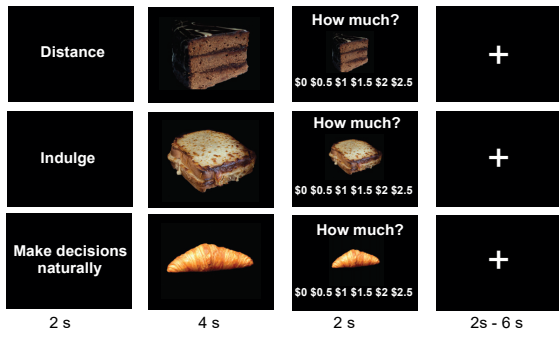 Distance
How much?
$0 $0.5 $1 $1.5 $2 $2.5
+
Indulge
How much?
$0 $0.5 $1 $1.5 $2 $2.5
+
Make decisions
naturally
How much?
$0 $0.5 $1 $1.5 $2 $2.5
+
2 s
4 s
2 s
2s - 6 s